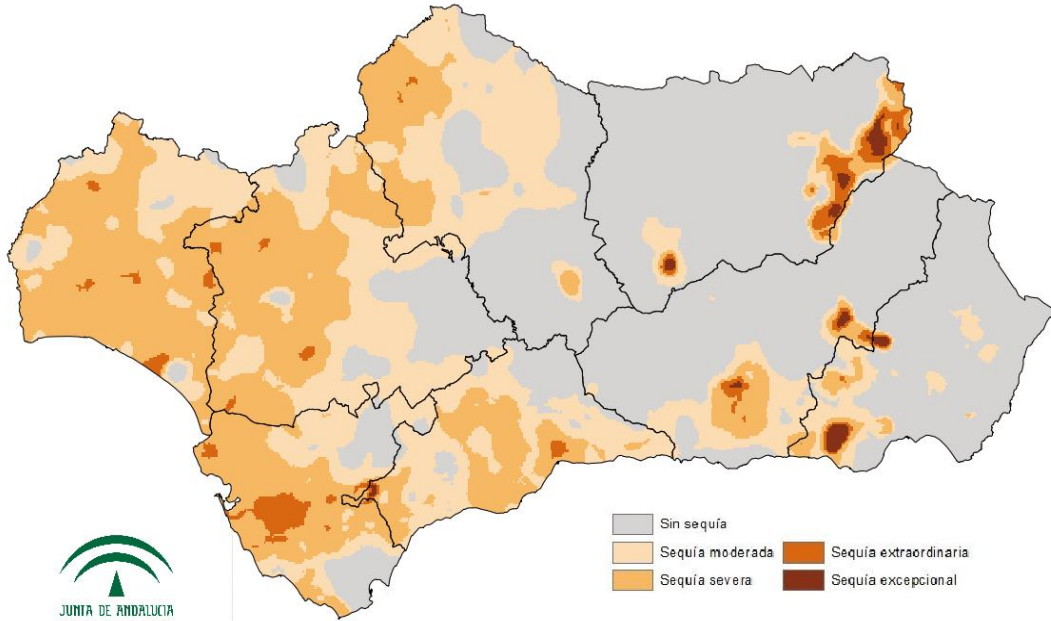 Sin sequía
Sequía moderada
Sequía severa
Sequía extraordinaria
Sequía excepcional
JUNTA DE ANDALUCIA